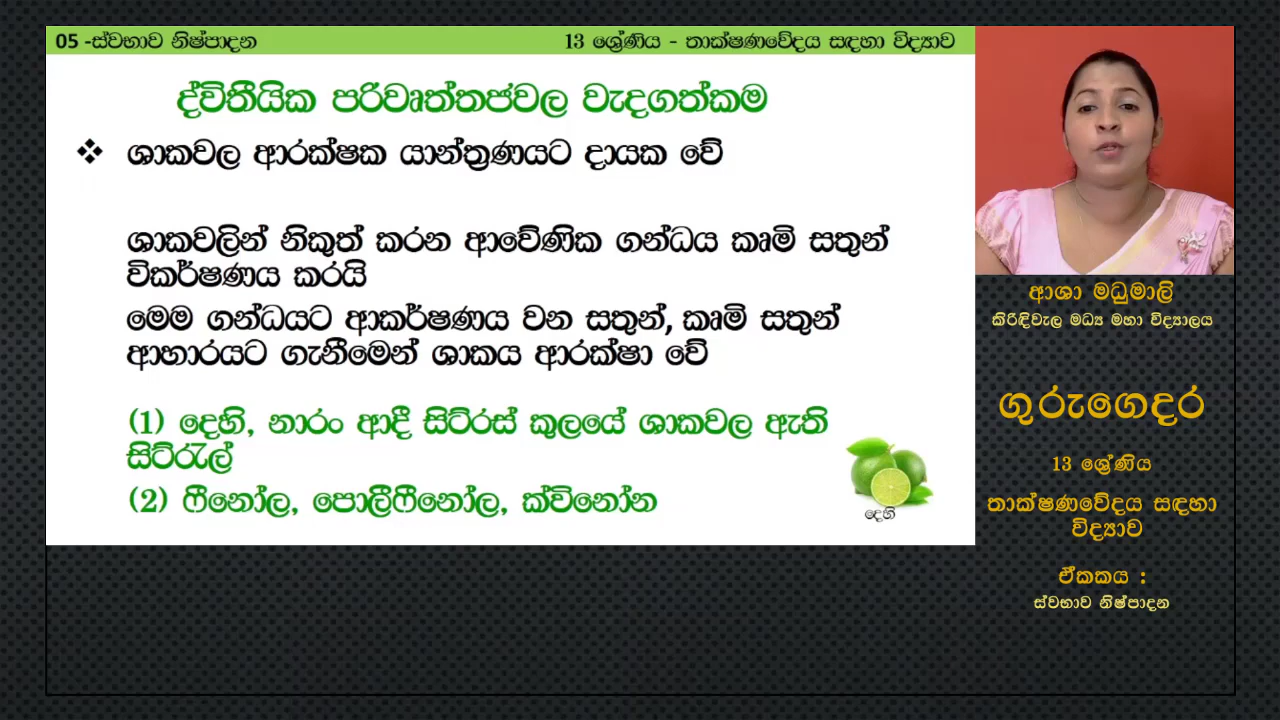 05 -ස්වභාව නිෂ්පාදන
13 ශ්‍රේණිය - තාක්ෂණවේදය සඳහා විද්‍යාව
ද්විතීයික පරිවෘත්තජවල වැදගත්කම
❖ ශාකවල ආරක්ෂක යාන්ත්‍රණයට දායක වේ
ශාකවලින් නිකුත් කරන ආවේණික ගන්ධය කෘමි සතුන්
විකර්ෂණය කරයි
මෙම ගන්ධයට ආකර්ෂණය වන සතුන්, කෘමි සතුන්
ආහාරයට ගැනීමෙන් ශාකය ආරක්ෂා වේ
(1) දෙහි, නාරං ආදී සිට්‍රස් කුලයේ ශාකවල ඇති
සිට්‍රැල්
(2) ෆීනෝල, පොලිෆීනෝල, ක්විනෝන
දෙහි
ආශා මධුමාලි
කිරිඳිවැල මධ්‍ය මහා විද්‍යාලය
ගුරුගෙදර
13 ශ්‍රේණිය
තාක්ෂණවේදය සඳහා
විද්‍යාව
ඒකකය :
ස්වභාව නිෂ්පාදන